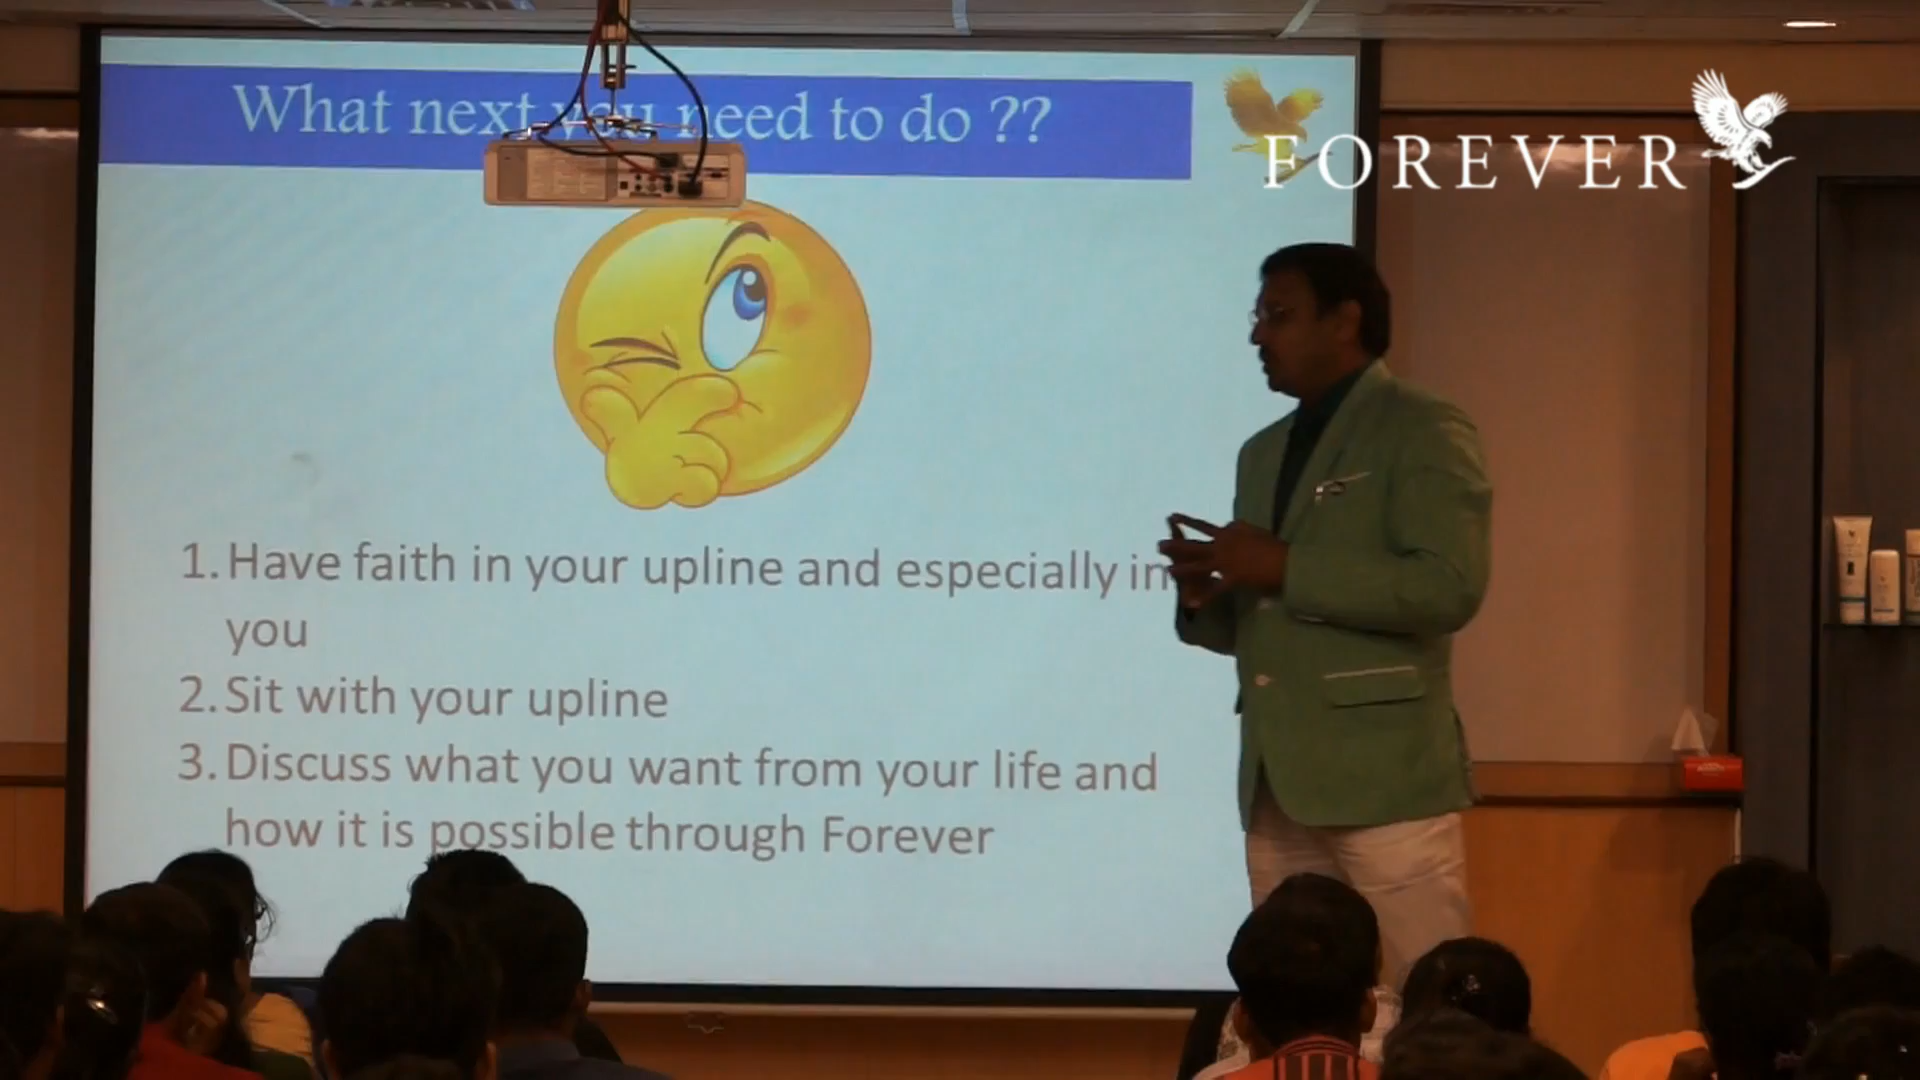 What next you need to do ??
FOREVER
1. Have faith in your upline and especially in
you
2. Sit with your upline
3. Discuss what you want from your life and
how it is possible through Forever